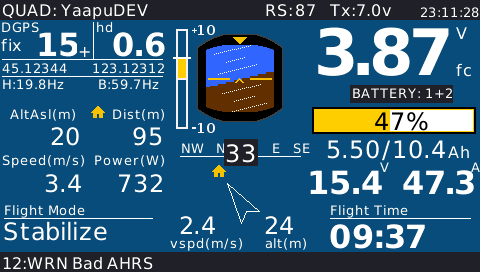 QUAD: YaapuDEV RS:87 Tx:7.0v 23:11:28
DGPS hd +10 V
fix 15+ 0.6 3.87 fc
45.12344 123.12312
H:19.8Hz B:59.7Hz BATTERY: 1+2
AltAsl(m) Dist(m) 47%
20 95 -10
NW N 33 E SE 5.50/10.4Ah
Speed(m/s) Power(W)
3.4 732 15.4V 47.3A
Flight Mode 2.4 24 Flight Time
Stabilize vspd(m/s) alt(m) 09:37
12:WRN Bad AHRS